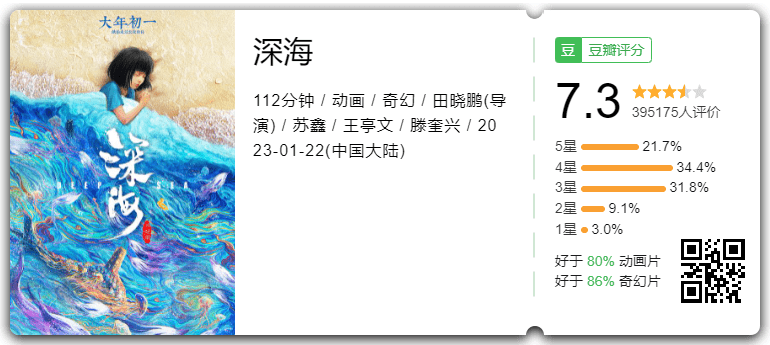 大年初一
深海
DEEP SEA
深海
112分钟 / 动画 / 奇幻 / 田晓鹏(导
演) / 苏鑫 / 王亭文 / 滕奎兴 / 20
23-01-22(中国大陆)
豆 豆瓣评分
7.3
395175人评价
5星 21.7%
4星 34.4%
3星 31.8%
2星 9.1%
1星 3.0%
好于 80% 动画片
好于 86% 奇幻片